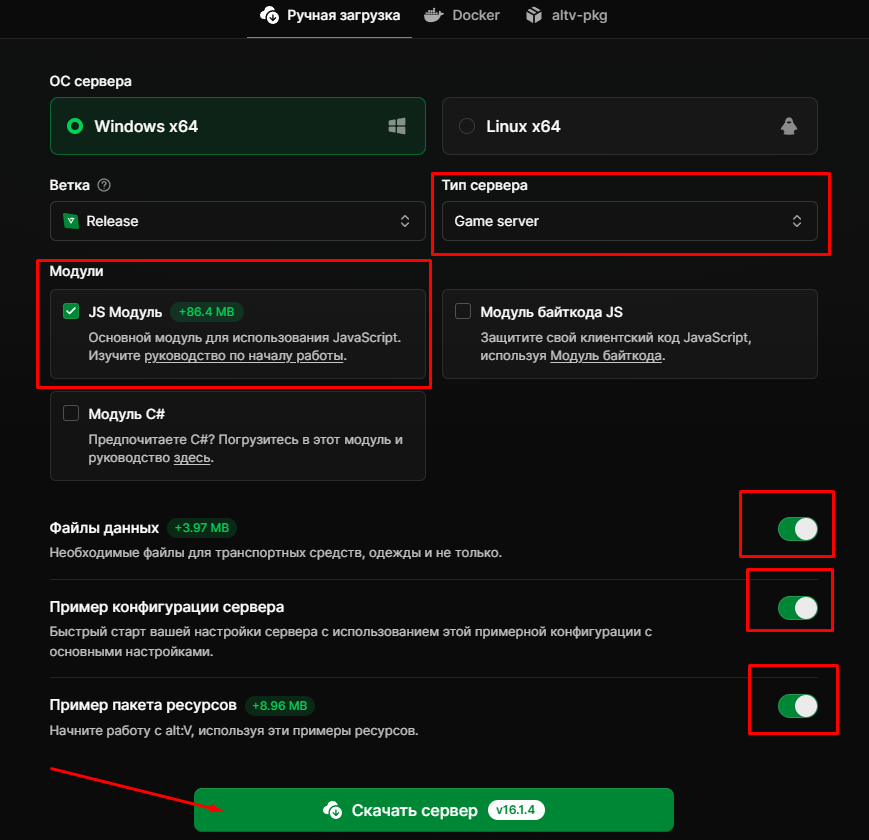 Ручная загрузка
Docker
altv-pkg
ОС сервера
Windows x64
Linux x64
Ветка
Тип сервера
Release
Game server
Модули
JS Модуль +86.4 MB
Основной модуль для использования JavaScript.
Изучите руководство по началу работы.
Модуль байткода JS
Защитите свой клиентский код JavaScript,
используя Модуль байткода.
Модуль C#
Предпочитаете C#? Погрузитесь в этот модуль и
руководство здесь.
Файлы данных +3.97 MB
Необходимые файлы для транспортных средств, одежды и не только.
Пример конфигурации сервера
Быстрый старт вашей настройки сервера с использованием этой примерной конфигурации с
основными настройками.
Пример пакета ресурсов +8.96 MB
Начните работу с alt:V, используя эти примеры ресурсов.
Скачать сервер v16.1.4